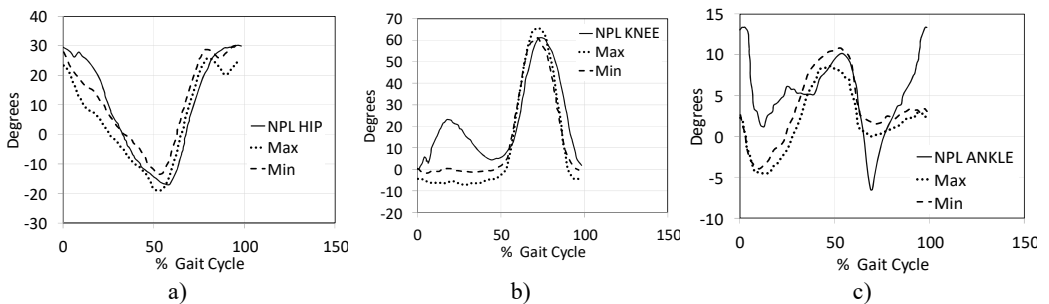 a)
40
30
20
10
0
-10
-20
-30
Degrees
NPL HIP
Max
Min
0 50 100 150
% Gait Cycle
a)
b)
70
60
50
40
30
20
10
0
-10
-20
Degrees
NPL KNEE
Max
Min
0 50 100 150
% Gait Cycle
b)
c)
15
10
5
0
-5
-10
Degrees
NPL ANKLE
Max
Min
0 50 100 150
% Gait Cycle
c)